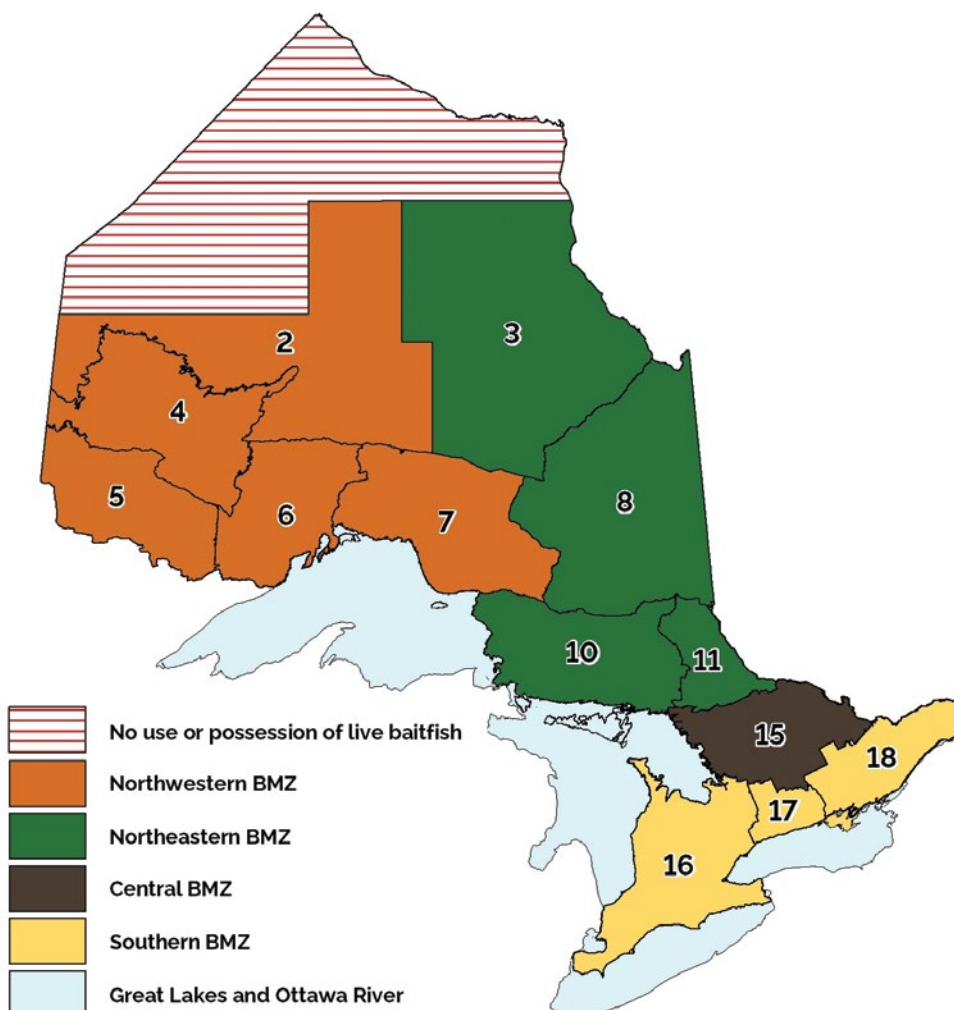 2
3
4
5
6
7
8
10
11
15
18
17
16
No use or possession of live baitfish
Northwestern BMZ
Northeastern BMZ
Central BMZ
Southern BMZ
Great Lakes and Ottawa River